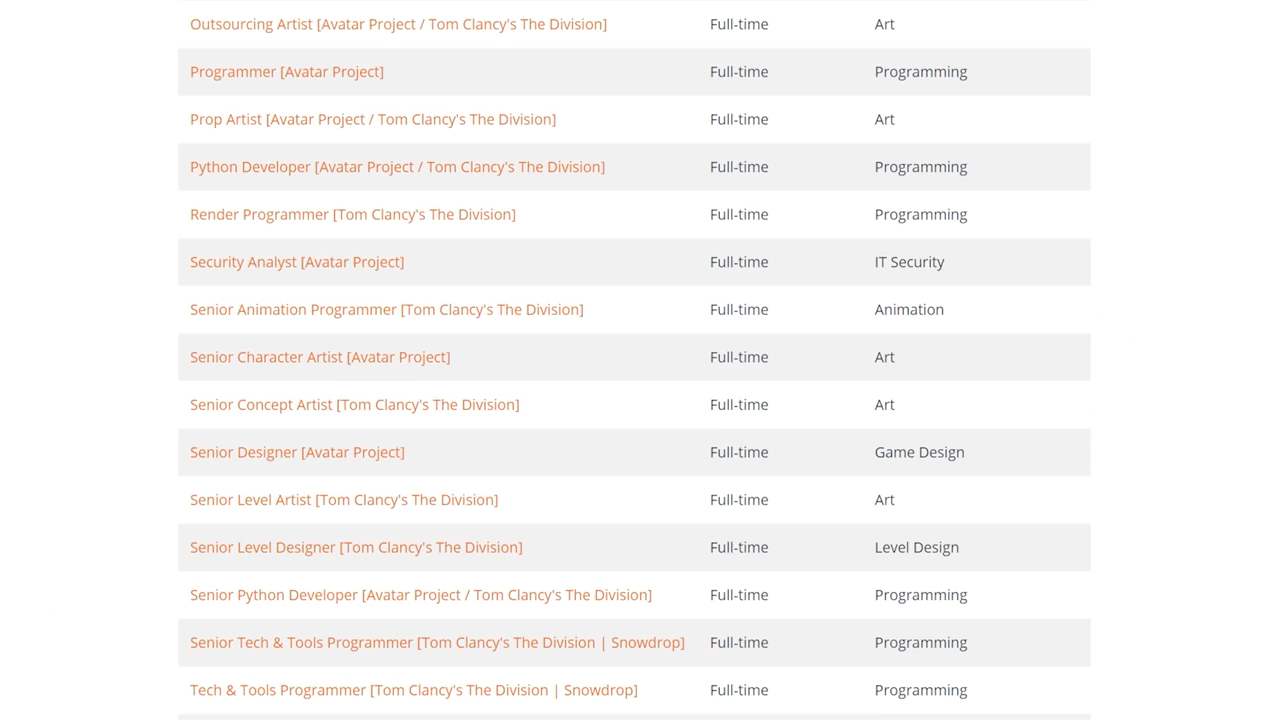 Outsourcing Artist [Avatar Project / Tom Clancy's The Division] Full-time Art
Programmer [Avatar Project] Full-time Programming
Prop Artist [Avatar Project / Tom Clancy's The Division] Full-time Art
Python Developer [Avatar Project / Tom Clancy's The Division] Full-time Programming
Render Programmer [Tom Clancy's The Division] Full-time Programming
Security Analyst [Avatar Project] Full-time IT Security
Senior Animation Programmer [Tom Clancy's The Division] Full-time Animation
Senior Character Artist [Avatar Project] Full-time Art
Senior Concept Artist [Tom Clancy's The Division] Full-time Art
Senior Designer [Avatar Project] Full-time Game Design
Senior Level Artist [Tom Clancy's The Division] Full-time Art
Senior Level Designer [Tom Clancy's The Division] Full-time Level Design
Senior Python Developer [Avatar Project / Tom Clancy's The Division] Full-time Programming
Senior Tech & Tools Programmer [Tom Clancy's The Division | Snowdrop] Full-time Programming
Tech & Tools Programmer [Tom Clancy's The Division | Snowdrop] Full-time Programming